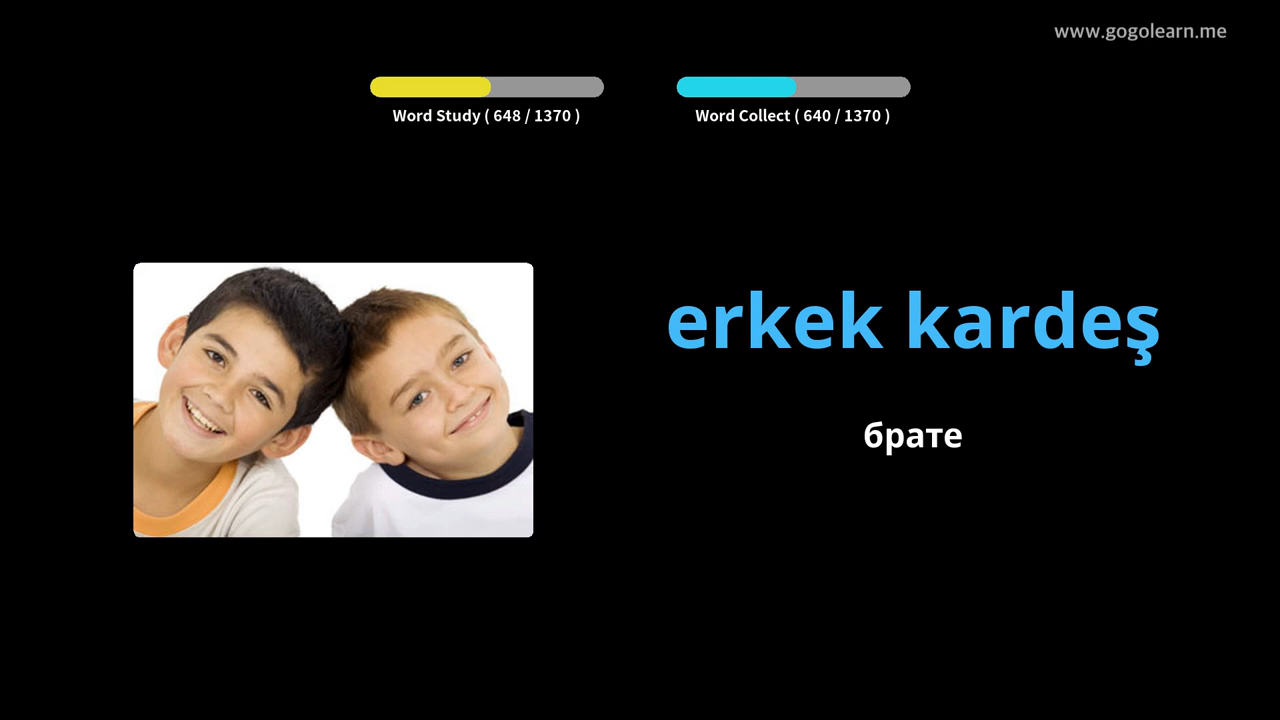 www.gogolearn.me
Word Study ( 648 / 1370 )
Word Collect ( 640 / 1370 )
erkek kardeş
брате